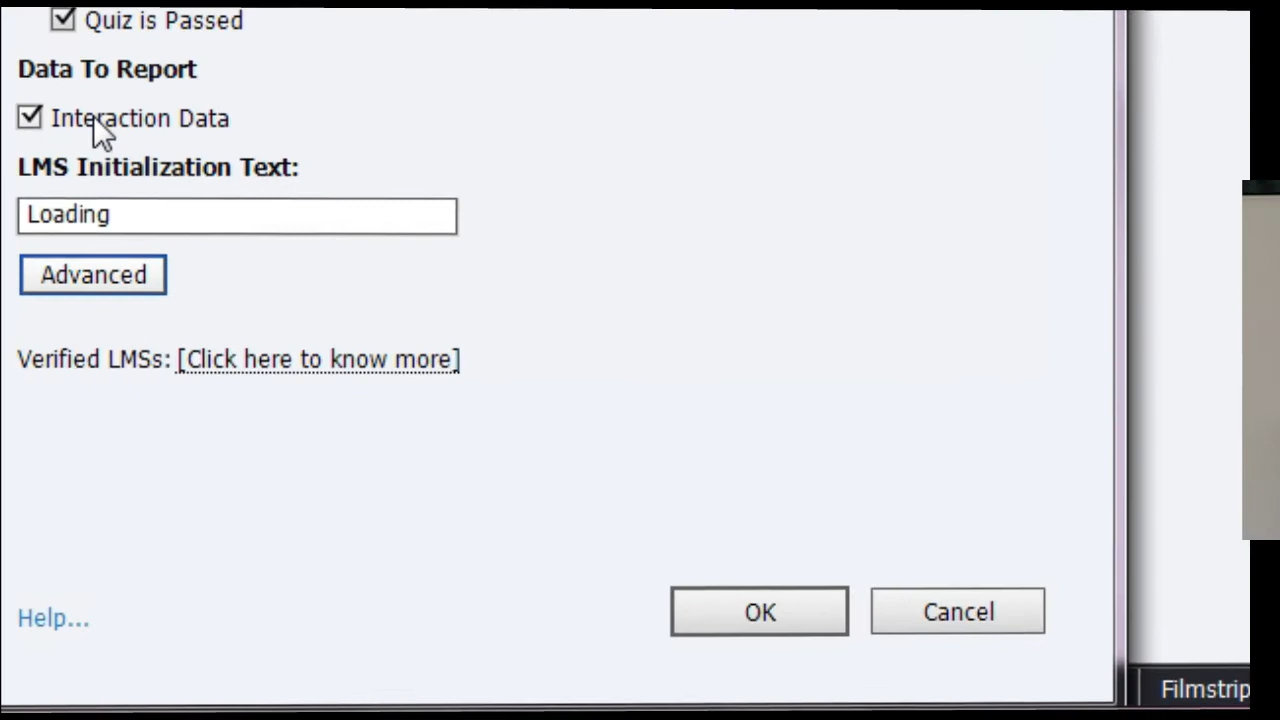 Quiz is Passed
Data To Report
Interaction Data
LMS Initialization Text:
Loading
Advanced
Verified LMSs: [Click here to know more]
Help...
OK
Cancel
Filmstrip